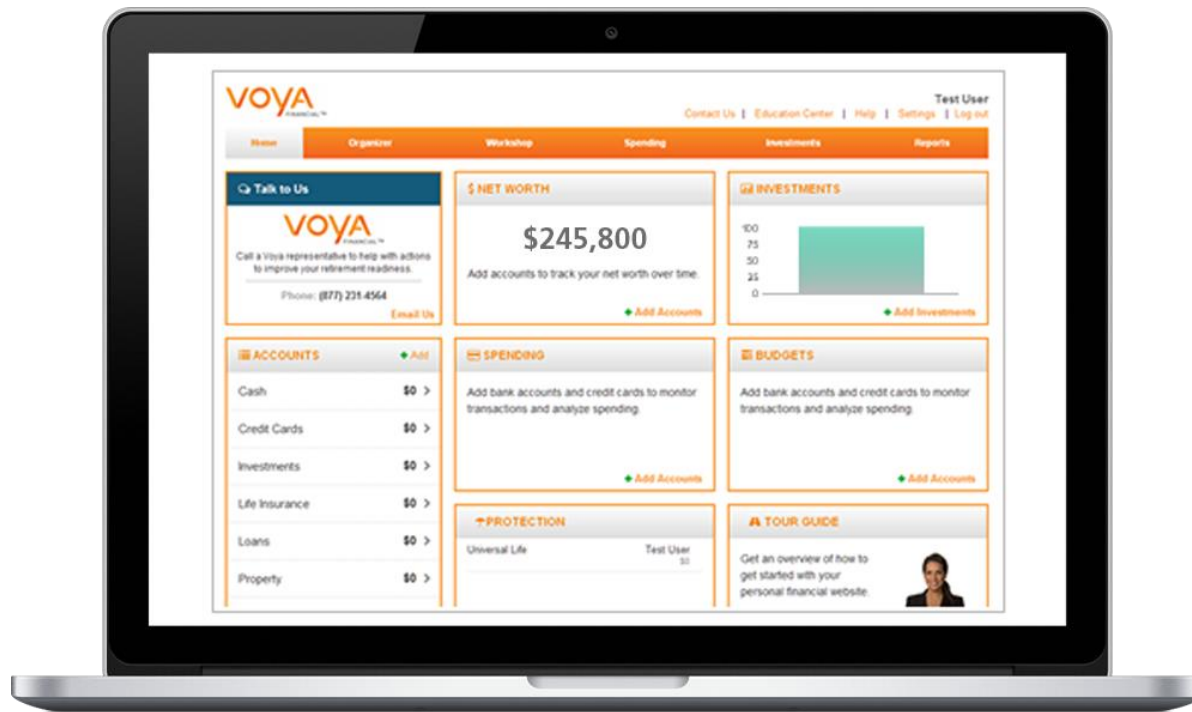 VOYA
FINANCIAL™
Test User
Contact Us | Education Center | Help | Settings | Log out
Home Organizer Workshop Spending Investments Reports
Talk to Us
VOYA
FINANCIAL™
Call a Voya representative to help with actions
to improve your retirement readiness.
Phone: (877) 231-4564
Email Us
$ NET WORTH
$245,800
Add accounts to track your net worth over time.
Add Accounts
INVESTMENTS
100
75
50
25
0
Add Investments
ACCOUNTS Add
Cash $0
Credit Cards $0
Investments $0
Life Insurance $0
Loans $0
Property $0
SPENDING
Add bank accounts and credit cards to monitor
transactions and analyze spending.
Add Accounts
BUDGETS
Add bank accounts and credit cards to monitor
transactions and analyze spending.
Add Accounts
PROTECTION
Universal Life Test User
$0
TOUR GUIDE
Get an overview of how to
get started with your
personal financial website.